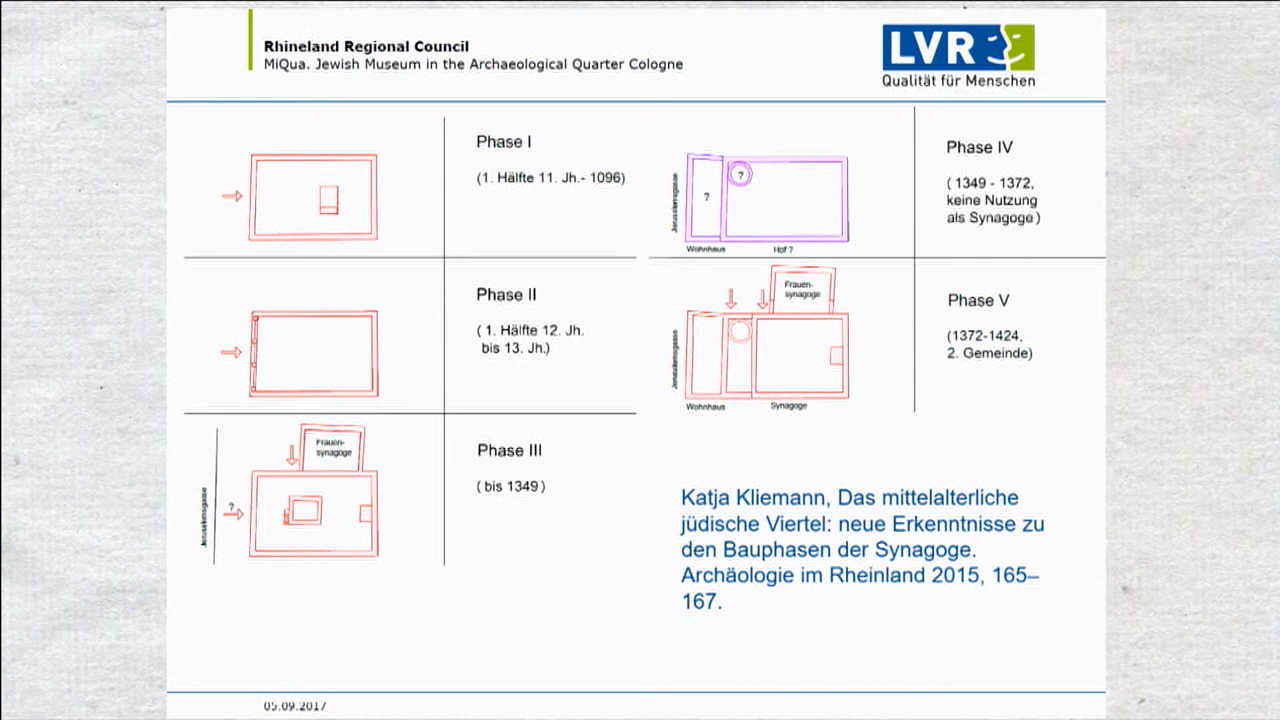 Rhineland Regional Council
MiQua. Jewish Museum in the Archaeological Quarter Cologne
LVR
Qualität für Menschen
Phase I
(1. Hälfte 11. Jh.- 1096)
Phase II
( 1. Hälfte 12. Jh.
bis 13. Jh.)
Frauen-
synagoge
Jerusalemsgasse
?
Phase III
( bis 1349 )
Jerusalemsgasse
?
?
Wohnhaus
Hof ?
Phase IV
( 1349 - 1372,
keine Nutzung
als Synagoge )
Frauen-
synagoge
Jerusalemsgasse
Wohnhaus
Synagoge
Phase V
(1372-1424,
2. Gemeinde)
Katja Kliemann, Das mittelalterliche
jüdische Viertel: neue Erkenntnisse zu
den Bauphasen der Synagoge.
Archäologie im Rheinland 2015, 165–
167.
05.09.2017